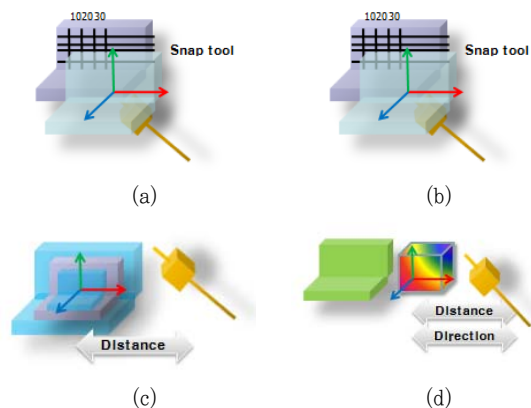 102030
Snap tool
102030
Snap tool
(a)
(b)
Distance
Distance
Direction
(c)
(d)